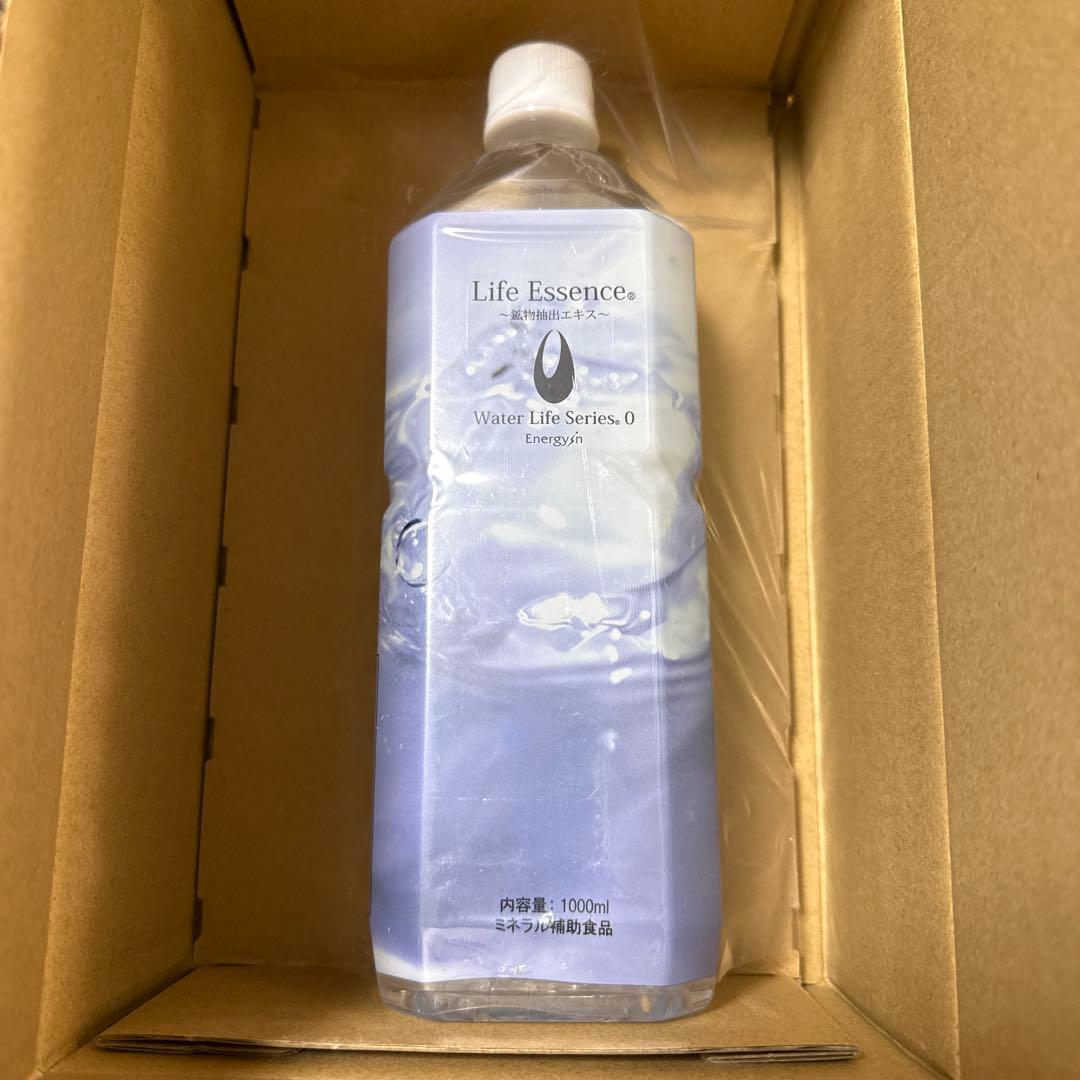 Life Essence®
～鉱物抽出エキス～
Water Life Series® 0
Energysin
内容量：1000ml
ミネラル補助食品